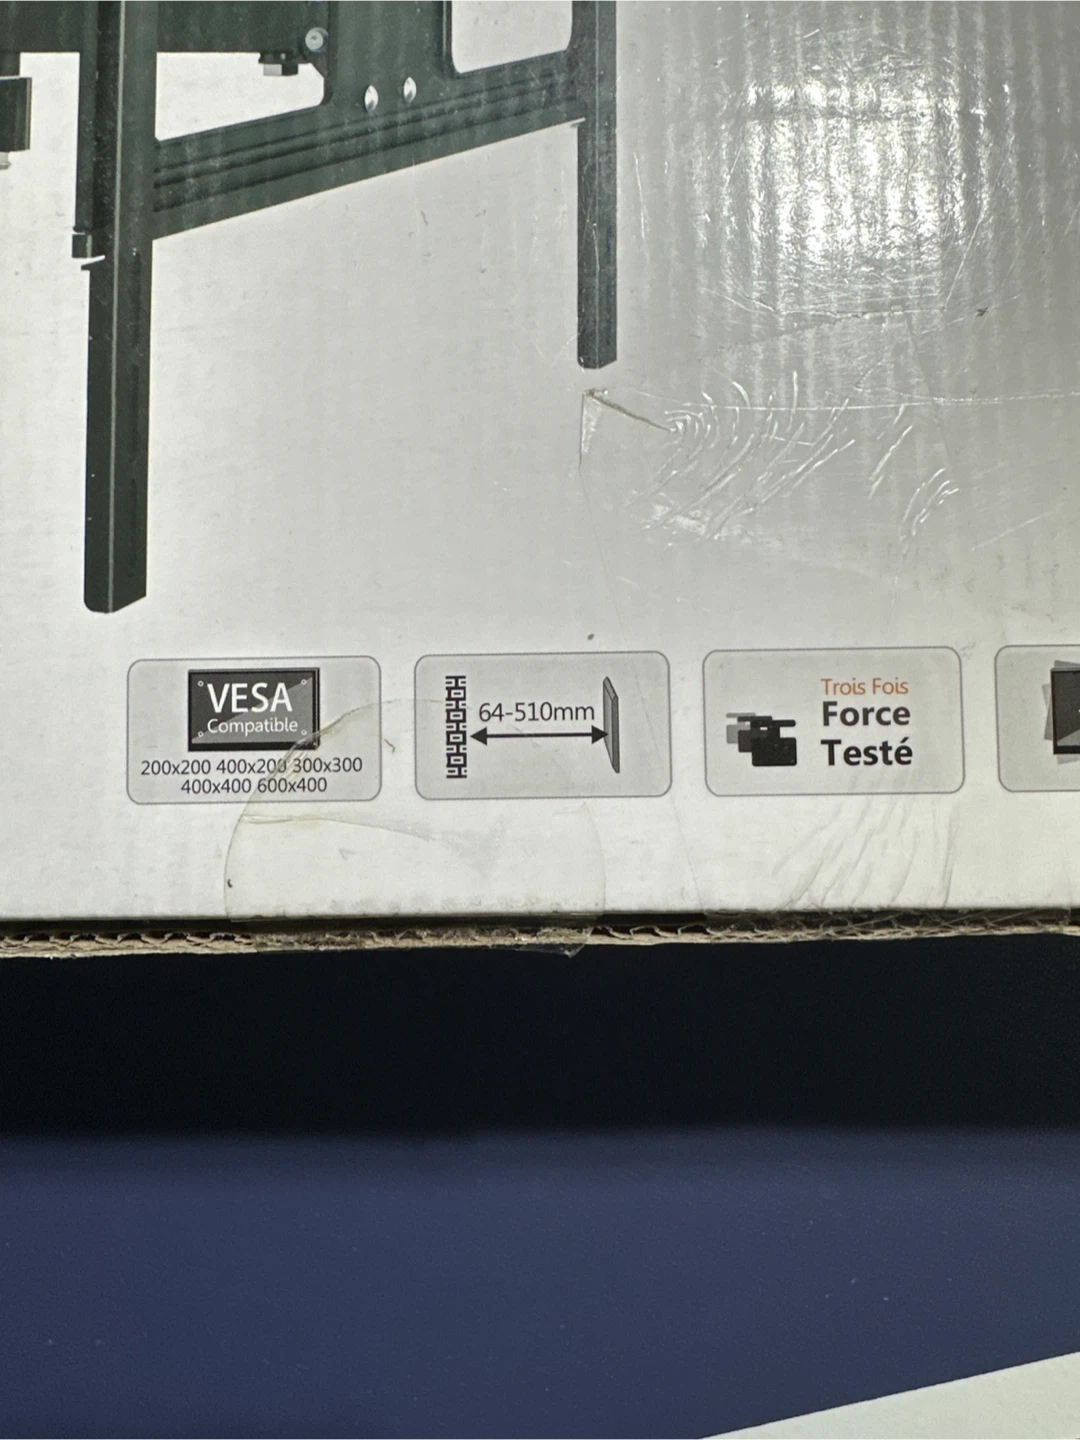 VESA
Compatible
200x200 400x200 300x300
400x400 600x400
64-510mm
Trois Fois
Force
Testé